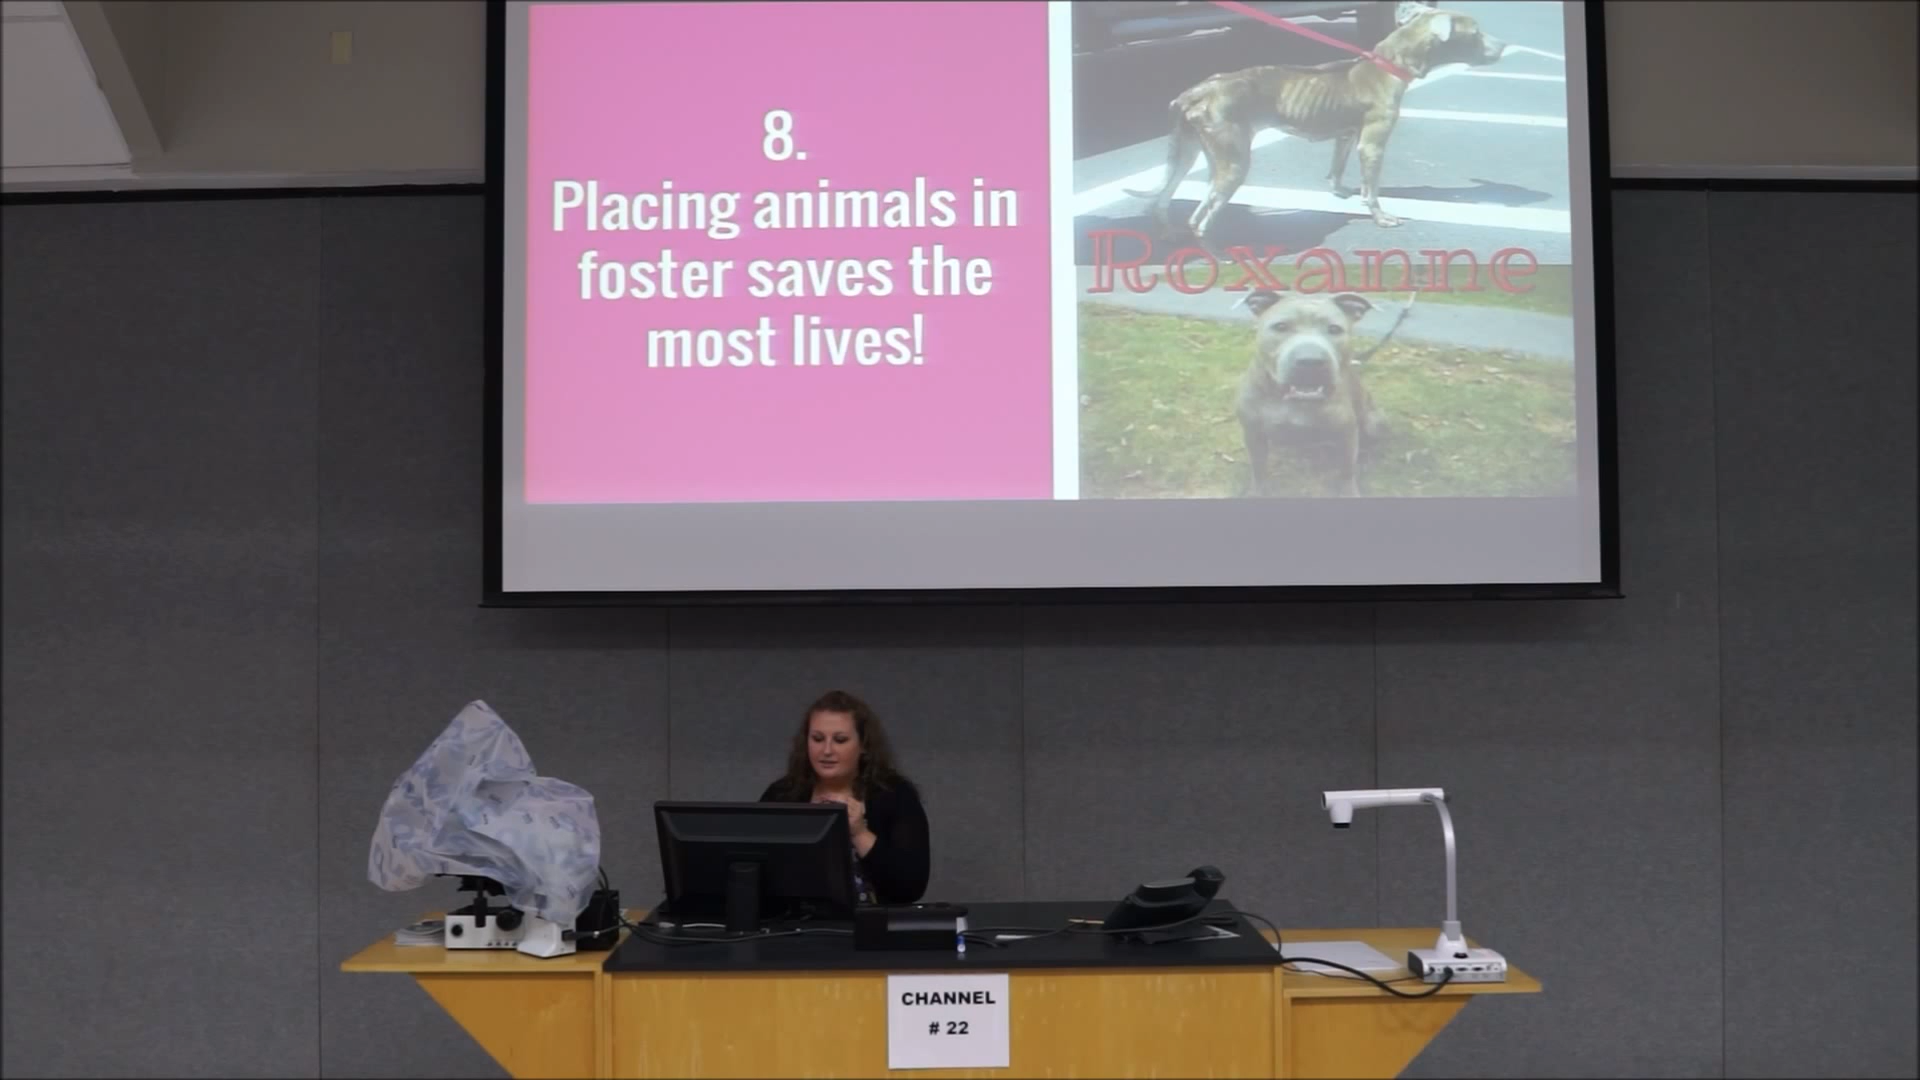 8.
Placing animals in
foster saves the
most lives!
Roxanne
CHANNEL
# 22